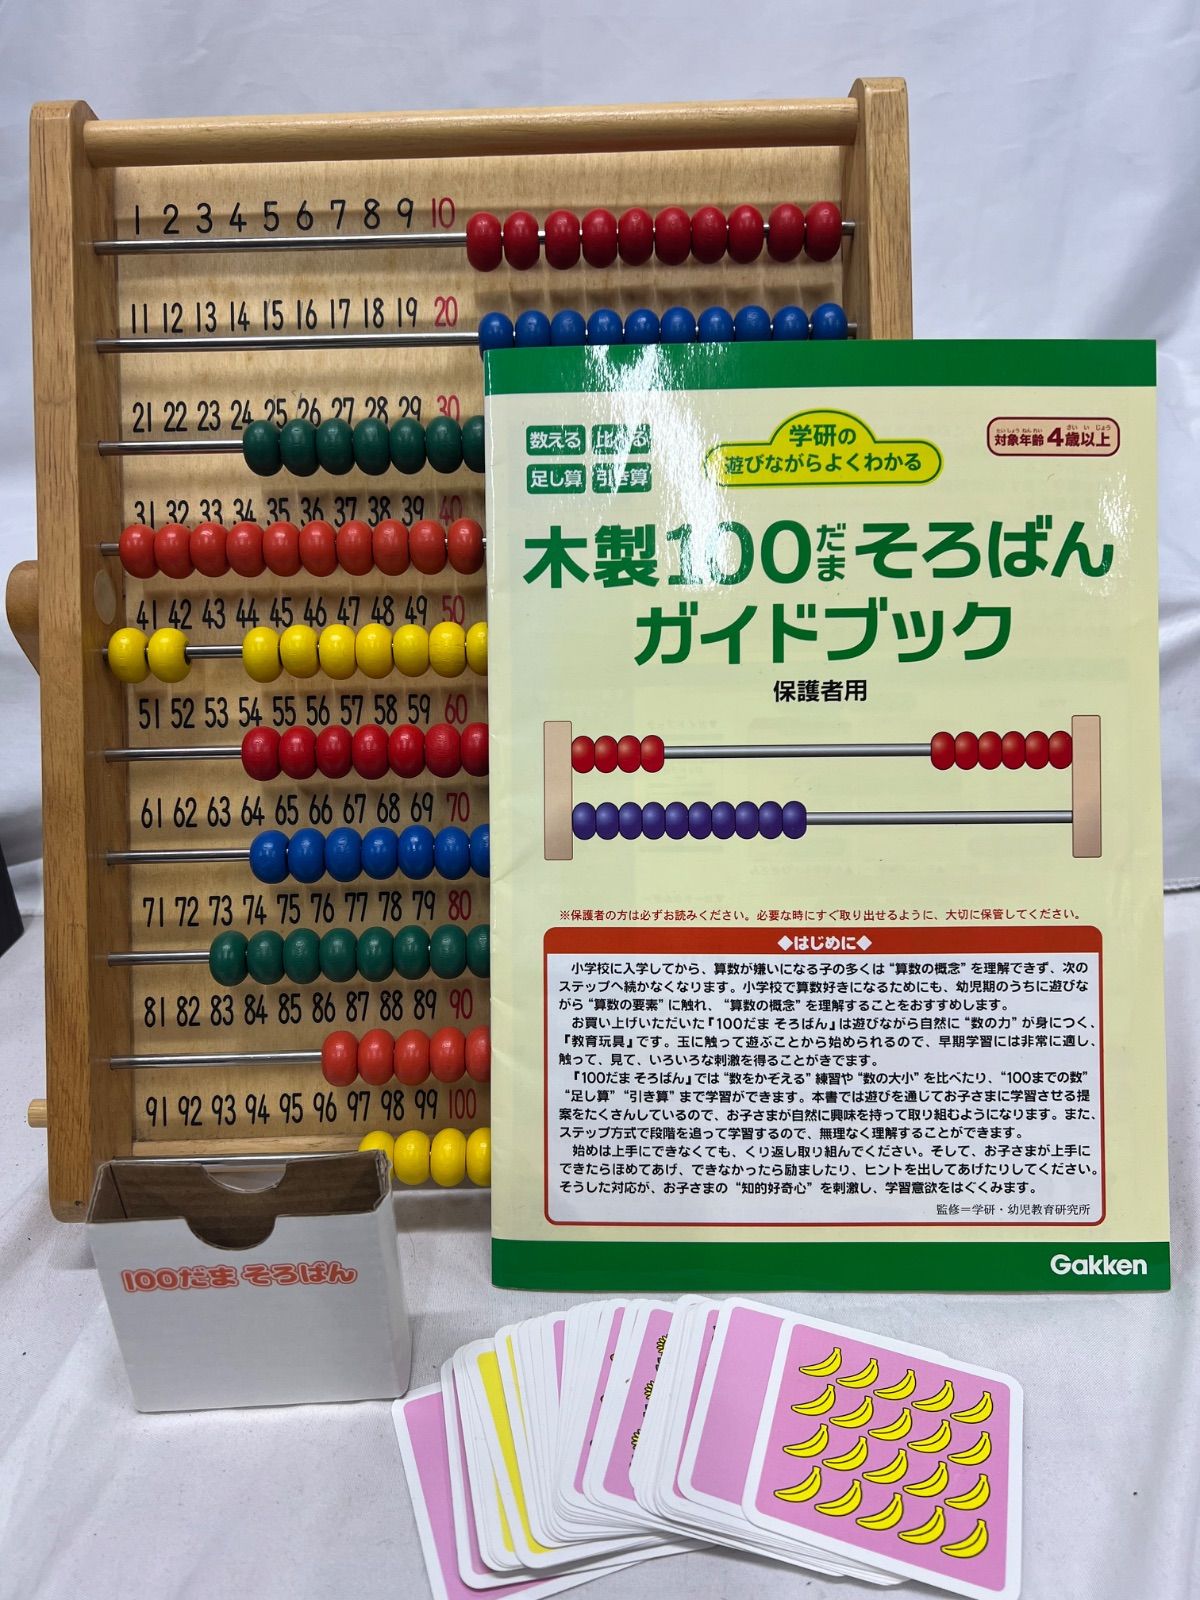 1 2 3 4 5 6 7 8 9 10
11 12 13 14 15 16 17 18 19 20
21 22 23 24 25 26 27 28 29 30
31 32 33 34 35 36 37 38 39 40
41 42 43 44 45 46 47 48 49 50
51 52 53 54 55 56 57 58 59 60
61 62 63 64 65 66 67 68 69 70
71 72 73 74 75 76 77 78 79 80
81 82 83 84 85 86 87 88 89 90
91 92 93 94 95 96 97 98 99 100
数える 比べる
足し算 引き算
学研の
遊びながらよくわかる
たいしょう ねんれい さい い じょう
対象年齢4歳以上
木製100だまそろばん
ガイドブック
保護者用
※保護者の方は必ずお読みください。必要な時にすぐ取り出せるように、大切に保管してください。
◆はじめに◆
小学校に入学してから、算数が嫌いになる子の多くは“算数の概念”を理解できず、次の
ステップへ続かなくなります。小学校で算数好きになるためにも、幼児期のうちに遊びな
がら“算数の要素”に触れ、“算数の概念”を理解することをおすすめします。
お買い上げいただいた『100だま そろばん』は遊びながら自然に“数の力”が身につく、
『教育玩具』です。玉に触って遊ぶことから始められるので、早期学習には非常に適し、
触って、見て、いろいろな刺激を得ることができます。
『100だま そろばん』では“数をかぞえる”練習や“数の大小”を比べたり、“100までの数”
“足し算”“引き算”まで学習ができます。本書では遊びを通じてお子さまに学習させる提
案をたくさんしているので、お子さまが自然に興味を持って取り組むようになります。また、
ステップ方式で段階を追って学習するので、無理なく理解することができます。
始めは上手にできなくても、くり返し取り組んでください。そして、お子さまが上手に
できたらほめてあげ、できなかったら励ましたり、ヒントを出してあげたりしてください。
そうした対応が、お子さまの“知的好奇心”を刺激し、学習意欲をはぐくみます。
監修＝学研・幼児教育研究所
Gakken
100だま そろばん